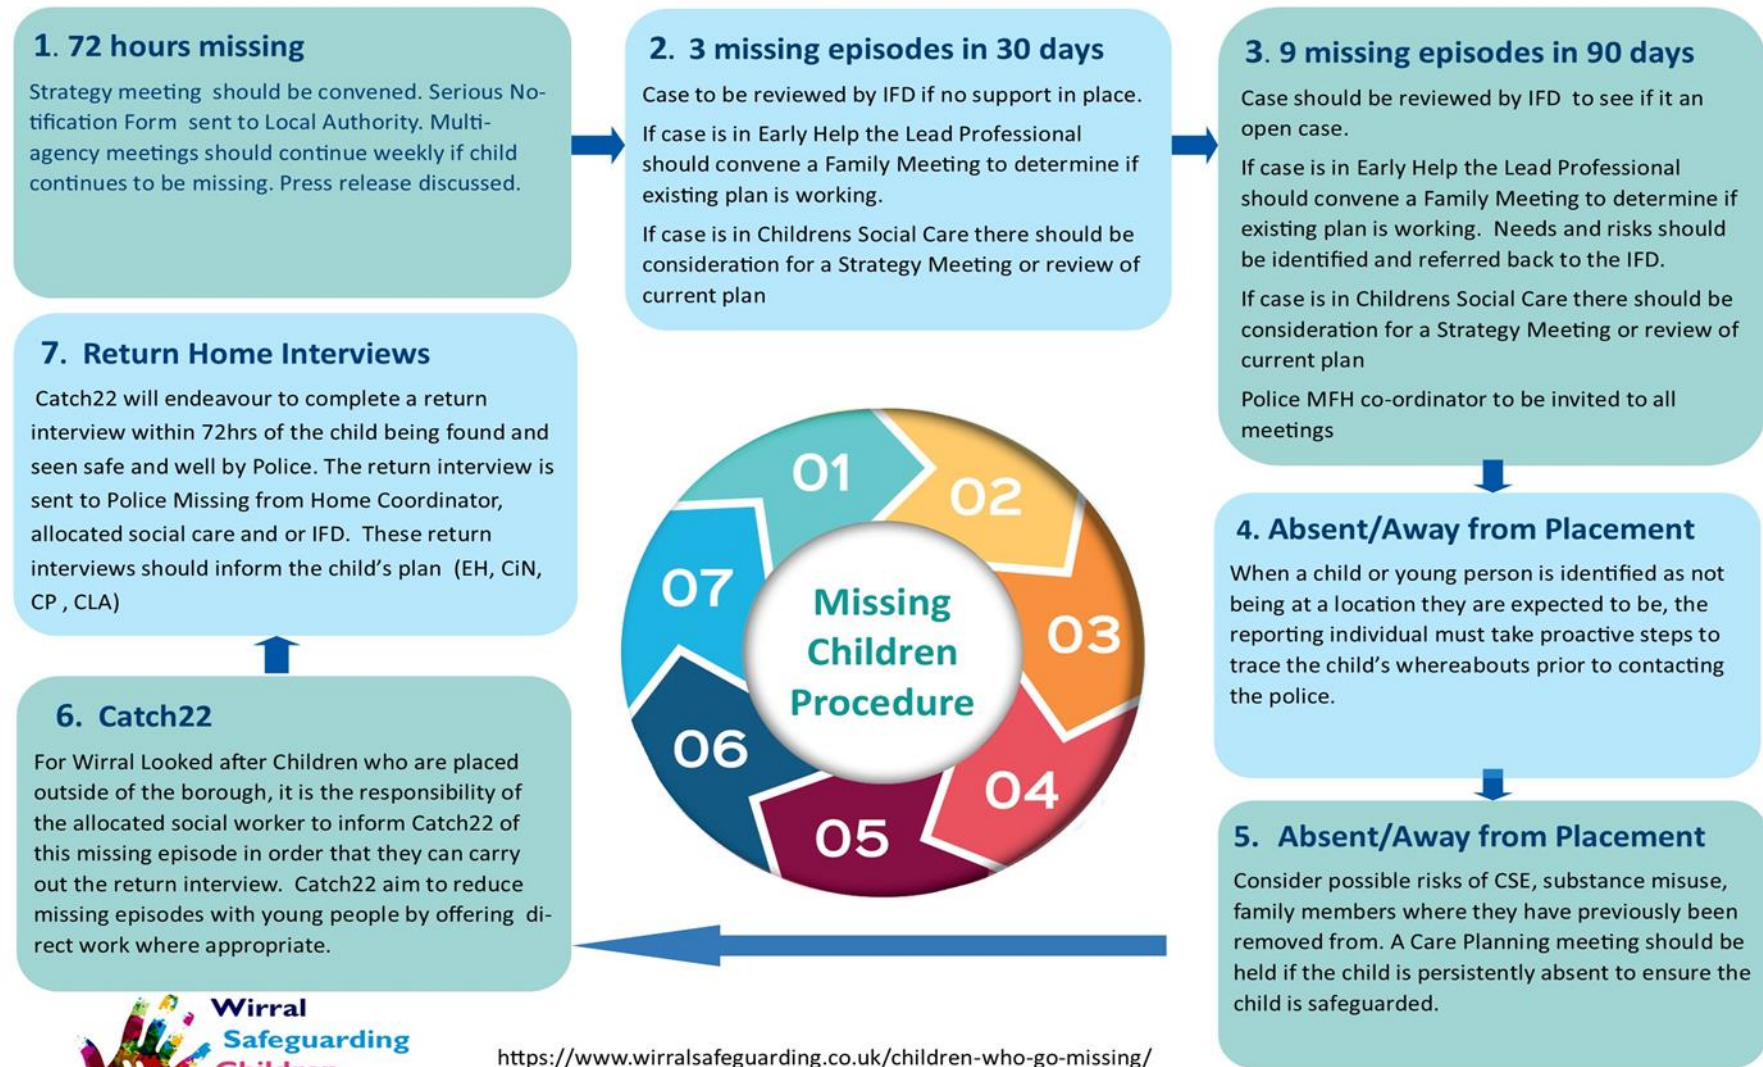 1. 72 hours missing
Strategy meeting should be convened. Serious No-
tification Form sent to Local Authority. Multi-
agency meetings should continue weekly if child
continues to be missing. Press release discussed.
2. 3 missing episodes in 30 days
Case to be reviewed by IFD if no support in place.
If case is in Early Help the Lead Professional
should convene a Family Meeting to determine if
existing plan is working.
If case is in Childrens Social Care there should be
consideration for a Strategy Meeting or review of
current plan
3. 9 missing episodes in 90 days
Case should be reviewed by IFD to see if it an
open case.
If case is in Early Help the Lead Professional
should convene a Family Meeting to determine if
existing plan is working. Needs and risks should
be identified and referred back to the IFD.
If case is in Childrens Social Care there should be
consideration for a Strategy Meeting or review of
current plan
Police MFH co-ordinator to be invited to all
meetings
4. Absent/Away from Placement
When a child or young person is identified as not
being at a location they are expected to be, the
reporting individual must take proactive steps to
trace the child's whereabouts prior to contacting
the police.
5. Absent/Away from Placement
Consider possible risks of CSE, substance misuse,
family members where they have previously been
removed from. A Care Planning meeting should be
held if the child is persistently absent to ensure the
child is safeguarded.
6. Catch22
For Wirral Looked after Children who are placed
outside of the borough, it is the responsibility of
the allocated social worker to inform Catch22 of
this missing episode in order that they can carry
out the return interview. Catch22 aim to reduce
missing episodes with young people by offering di-
rect work where appropriate.
7. Return Home Interviews
Catch22 will endeavour to complete a return
interview within 72hrs of the child being found and
seen safe and well by Police. The return interview is
sent to Police Missing from Home Coordinator,
allocated social care and or IFD. These return
interviews should inform the child's plan (EH, CiN,
CP , CLA)
01
02
03
04
05
06
07
Missing
Children
Procedure
Wirral
Safeguarding
Children
https://www.wirralsafeguarding.co.uk/children-who-go-missing/